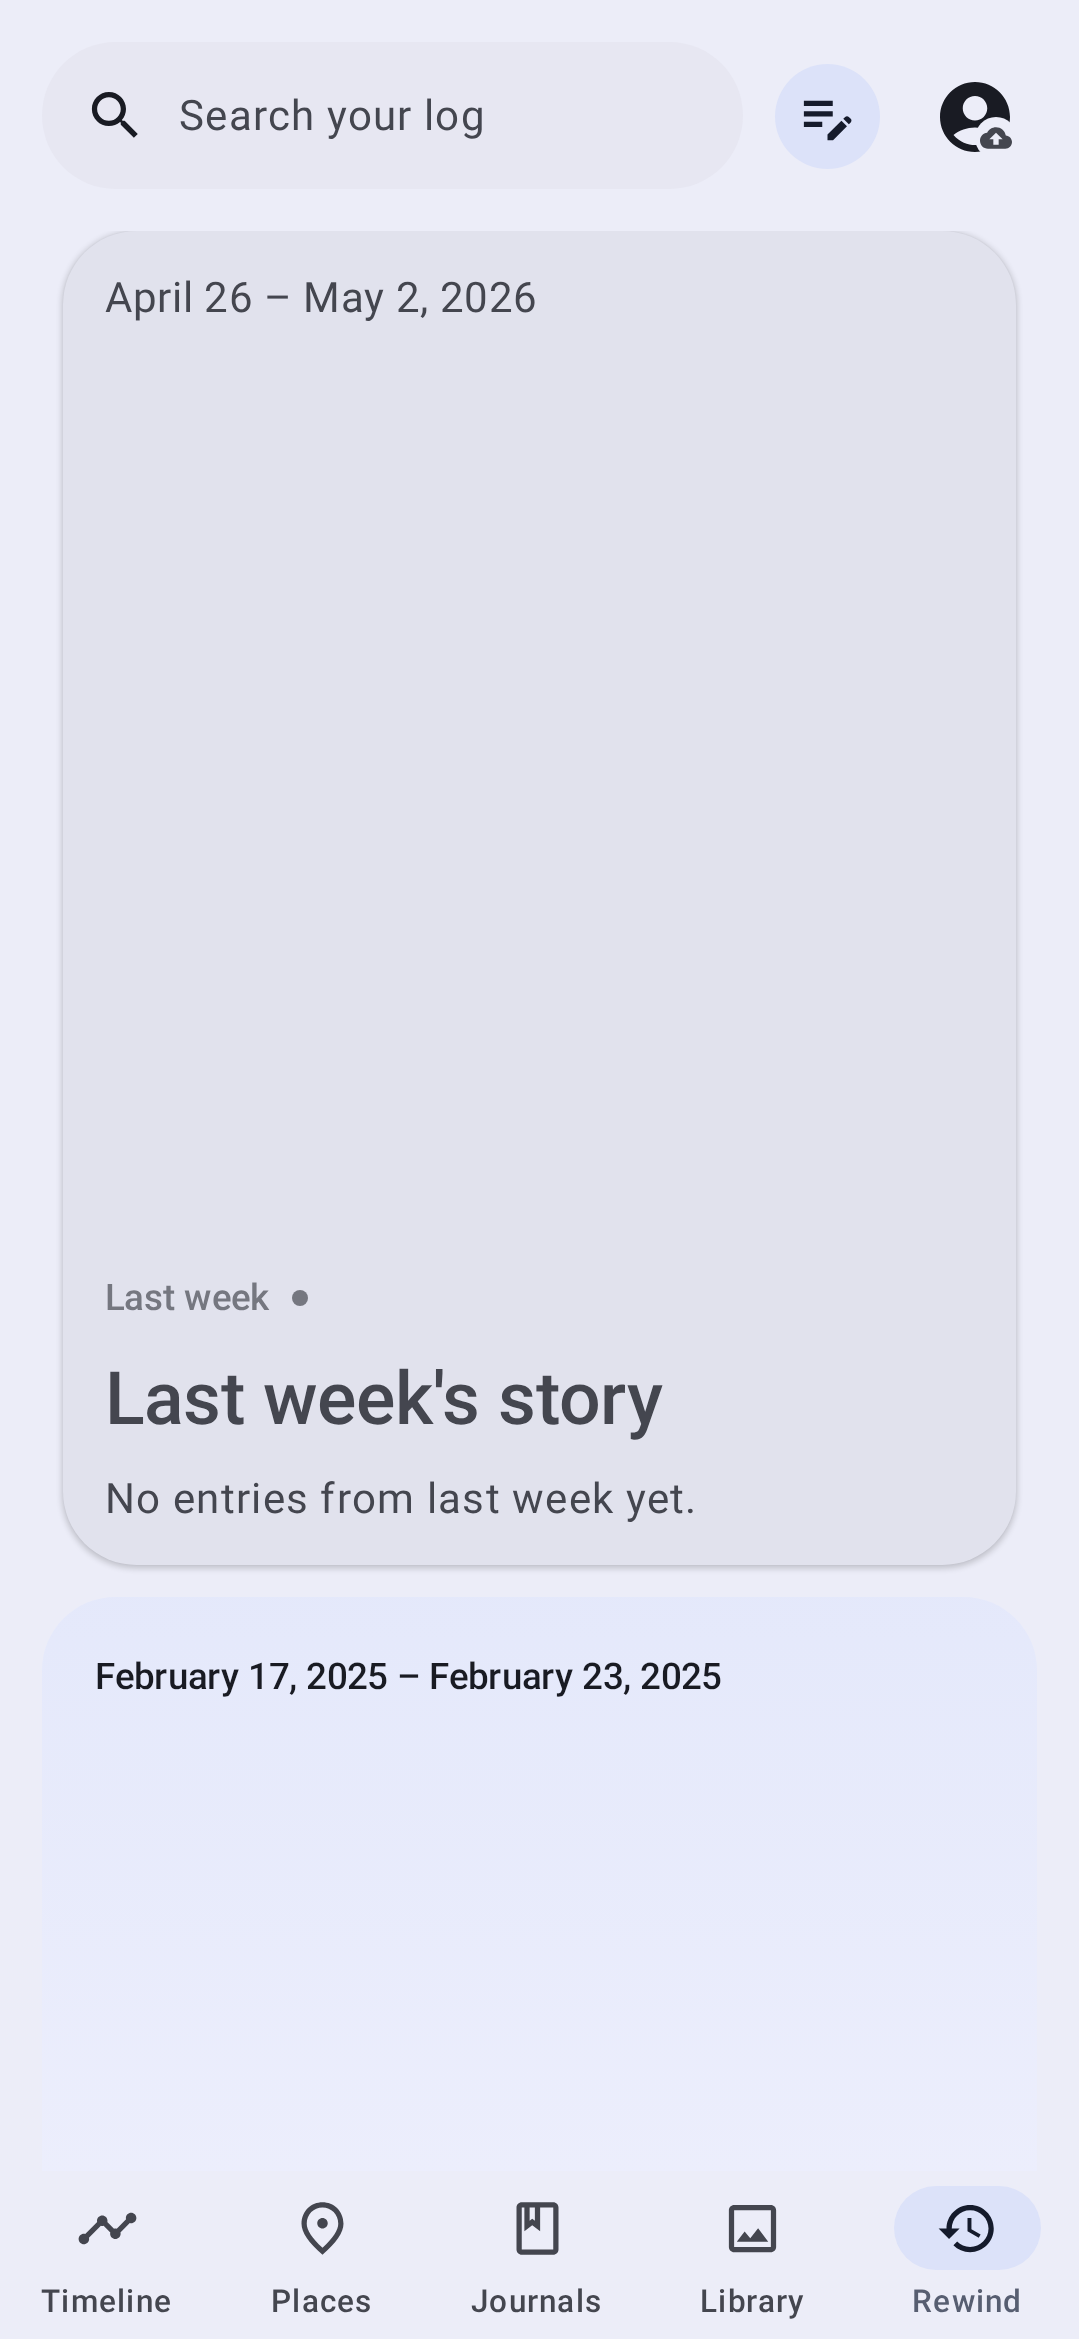 Search your log
April 26 – May 2, 2026
Last week
Last week's story
No entries from last week yet.
February 17, 2025 – February 23, 2025
Timeline
Places
Journals
Library
Rewind